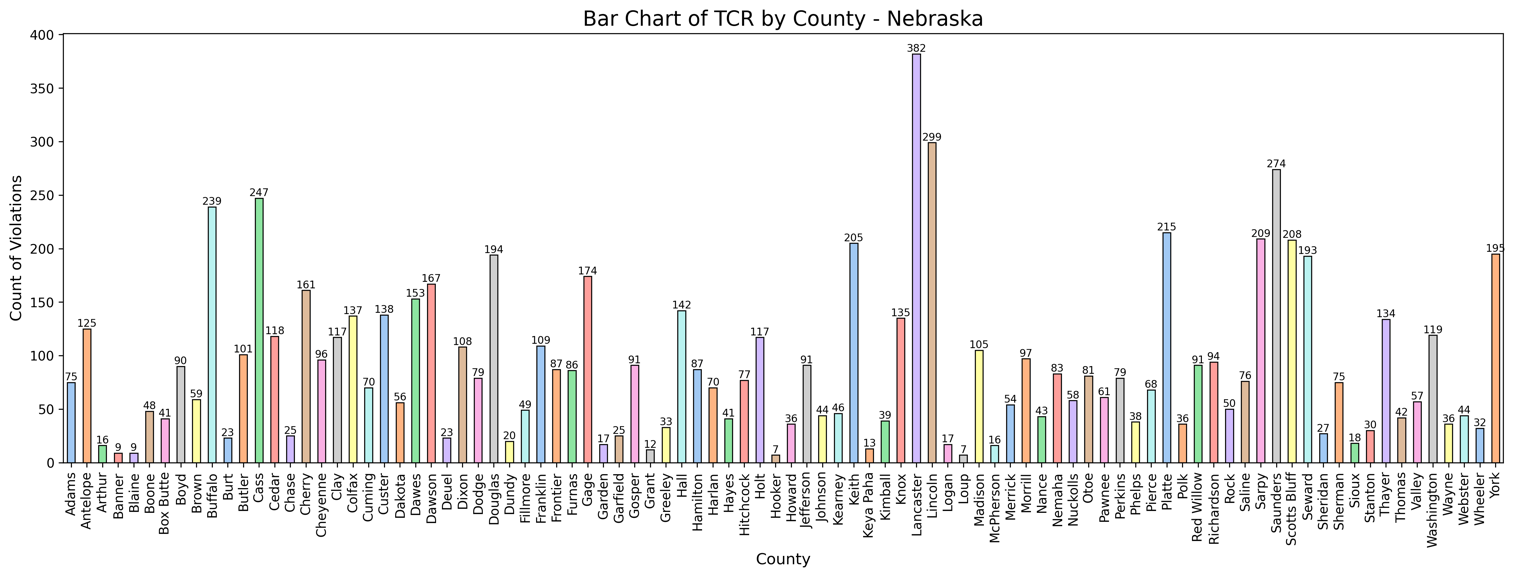 Bar Chart of TCR by County - Nebraska
Count of Violations
400
350
300
250
200
150
100
50
0
75
125
16
9
9
48
41
90
59
239
23
101
247
118
25
161
96
117
137
70
138
56
153
167
23
108
79
194
20
49
109
87
86
174
17
25
91
12
33
142
87
70
41
77
117
7
36
91
44
46
205
13
39
135
382
299
17
7
105
16
54
97
43
83
58
81
61
79
38
68
215
36
91
94
50
76
209
274
208
193
27
75
18
30
134
42
57
119
36
44
32
195
Adams
Antelope
Arthur
Banner
Blaine
Boone
Box Butte
Boyd
Brown
Buffalo
Burt
Butler
Cass
Cedar
Chase
Cherry
Cheyenne
Clay
Colfax
Cuming
Custer
Dakota
Dawes
Dawson
Deuel
Dixon
Dodge
Douglas
Dundy
Fillmore
Franklin
Frontier
Furnas
Gage
Garden
Garfield
Gosper
Grant
Greeley
Hall
Hamilton
Harlan
Hayes
Hitchcock
Holt
Hooker
Howard
Jefferson
Johnson
Kearney
Keith
Keya Paha
Kimball
Knox
Lancaster
Lincoln
Logan
Loup
Madison
McPherson
Merrick
Morrill
Nance
Nemaha
Nuckolls
Otoe
Pawnee
Perkins
Phelps
Pierce
Platte
Polk
Red Willow
Richardson
Rock
Saline
Sarpy
Saunders
Scotts Bluff
Seward
Sheridan
Sherman
Sioux
Stanton
Thayer
Thomas
Valley
Washington
Wayne
Webster
Wheeler
York
County